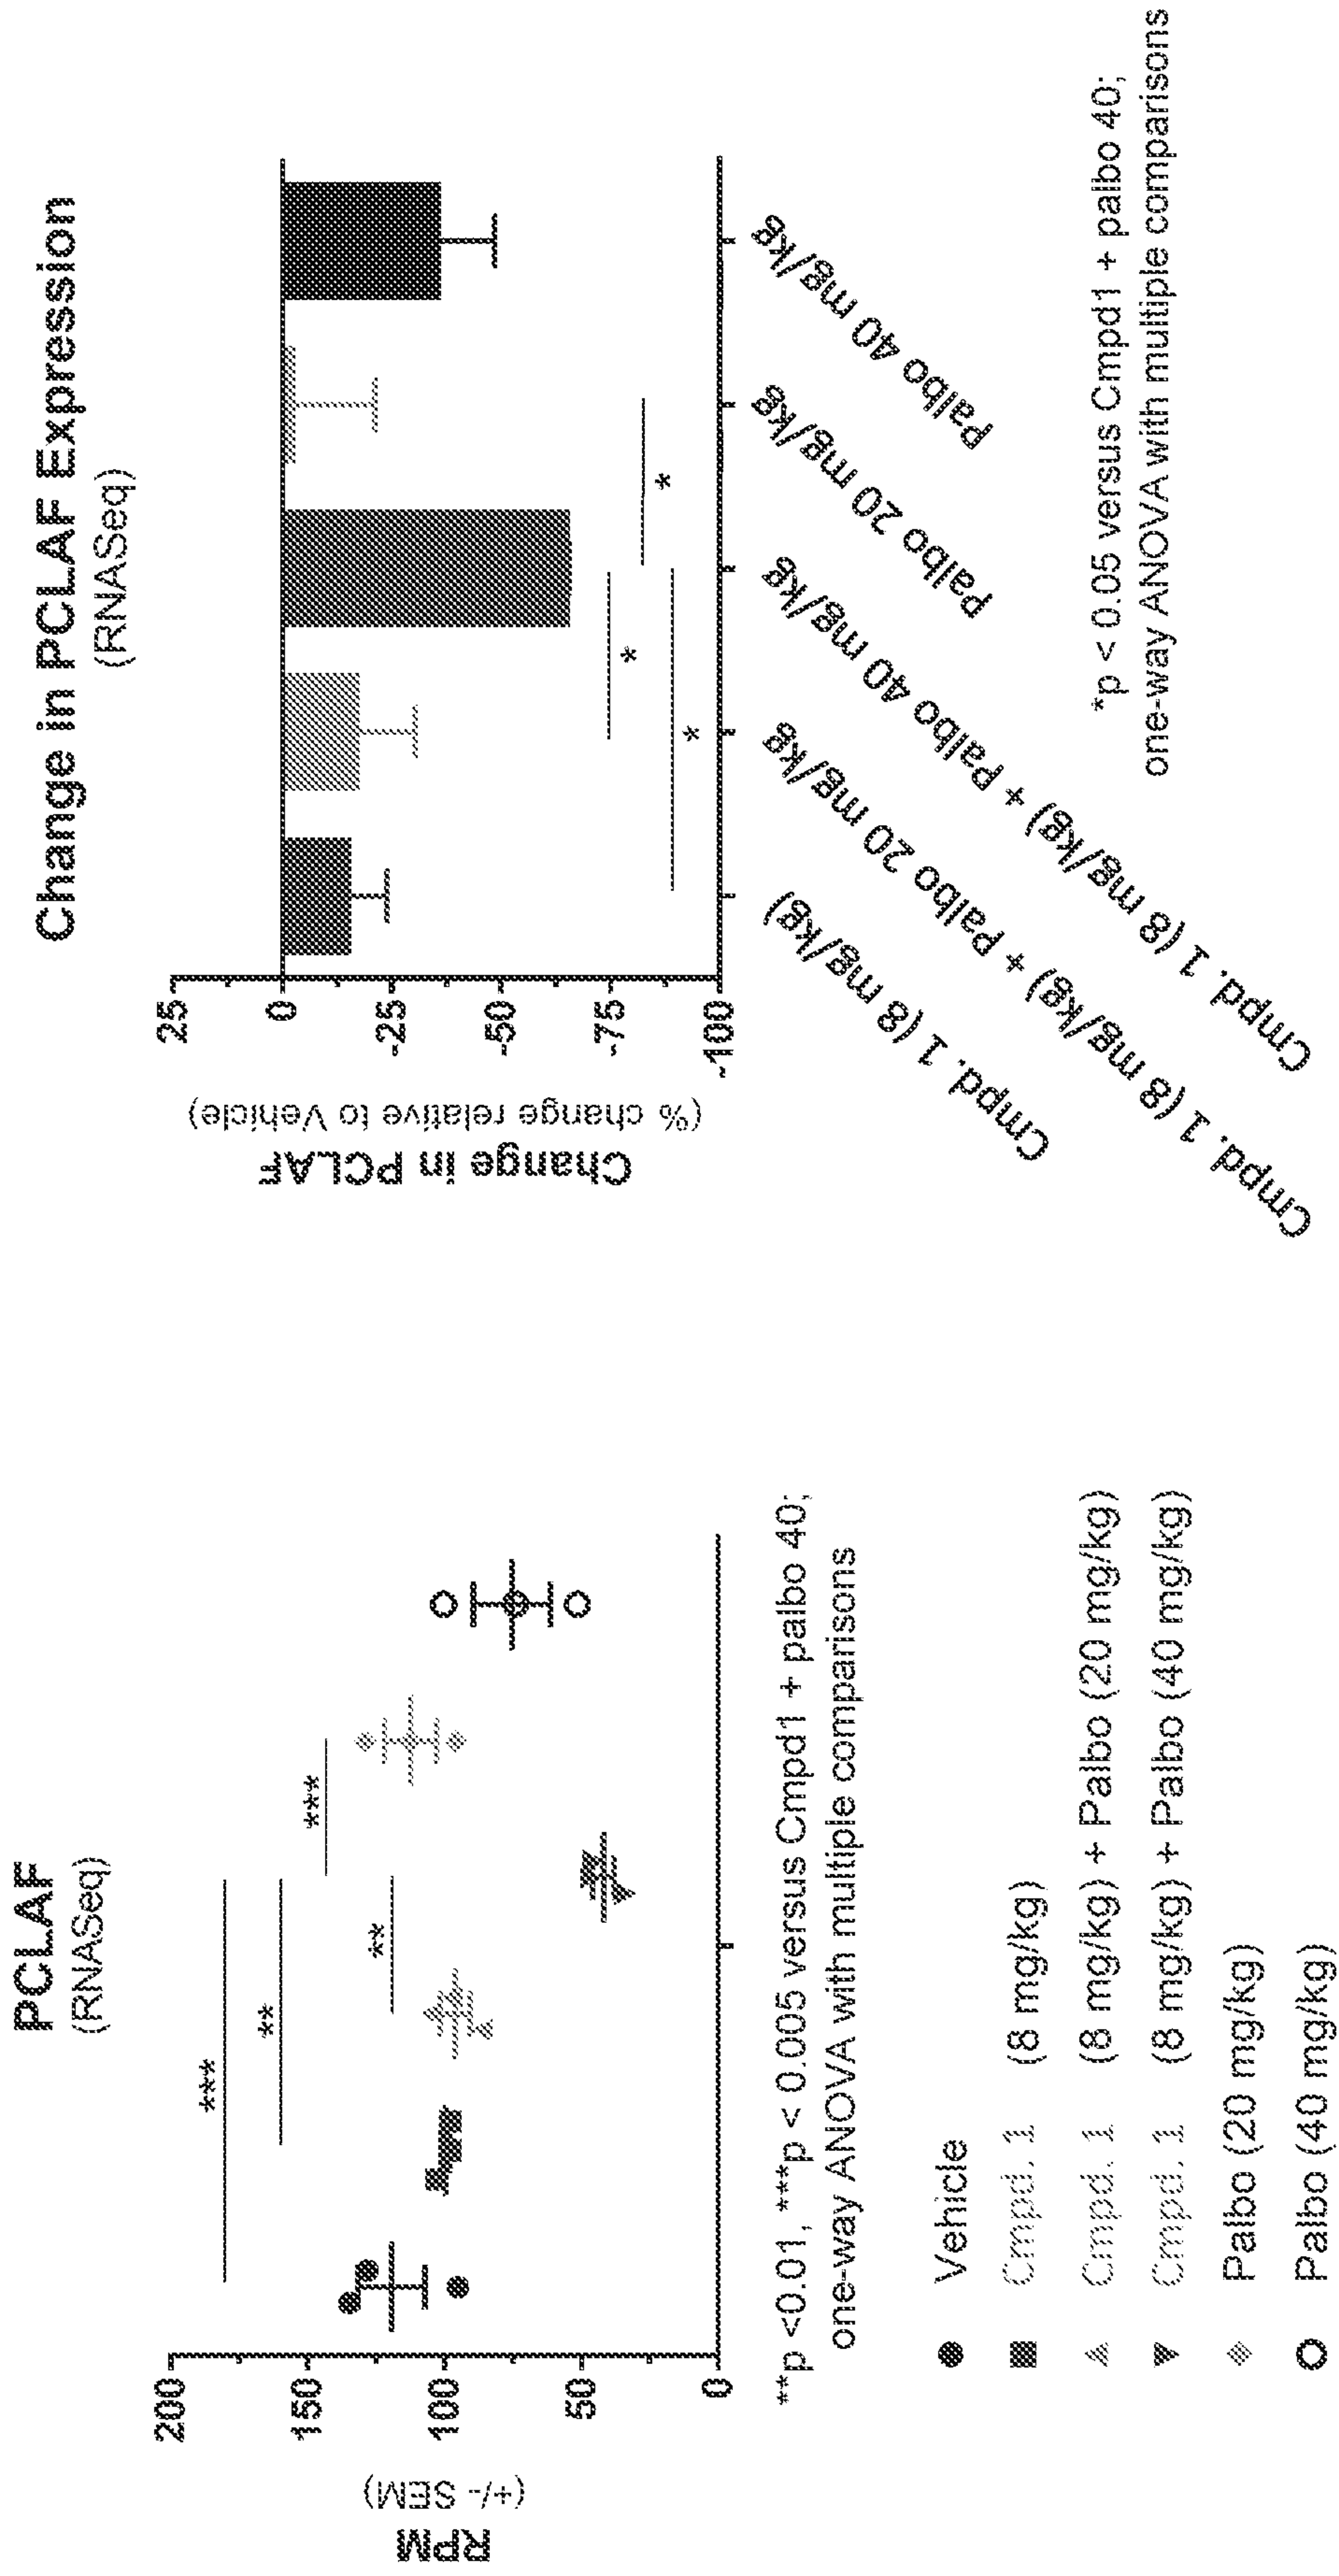 PCLAF
(RNASeq)
RPM
(+/- SEM)
200
150
100
50
0
***
**
**
***
**p <0.01, ***p < 0.005 versus Cmpd1 + palbo 40;
one-way ANOVA with multiple comparisons
Vehicle
Cmpd. 1 (8 mg/kg)
Cmpd. 1 (8 mg/kg) + Palbo (20 mg/kg)
Cmpd. 1 (8 mg/kg) + Palbo (40 mg/kg)
Palbo (20 mg/kg)
Palbo (40 mg/kg)
Change in PCLAF Expression
(RNASeq)
Change in PCLAF
(% change relative to Vehicle)
25
0
-25
-50
-75
-100
*
*
*
Cmpd. 1 (8 mg/kg)
Cmpd. 1 (8 mg/kg) + Palbo 20 mg/kg
Cmpd. 1 (8 mg/kg) + Palbo 40 mg/kg
Palbo 20 mg/kg
Palbo 40 mg/kg
*p < 0.05 versus Cmpd1 + palbo 40;
one-way ANOVA with multiple comparisons